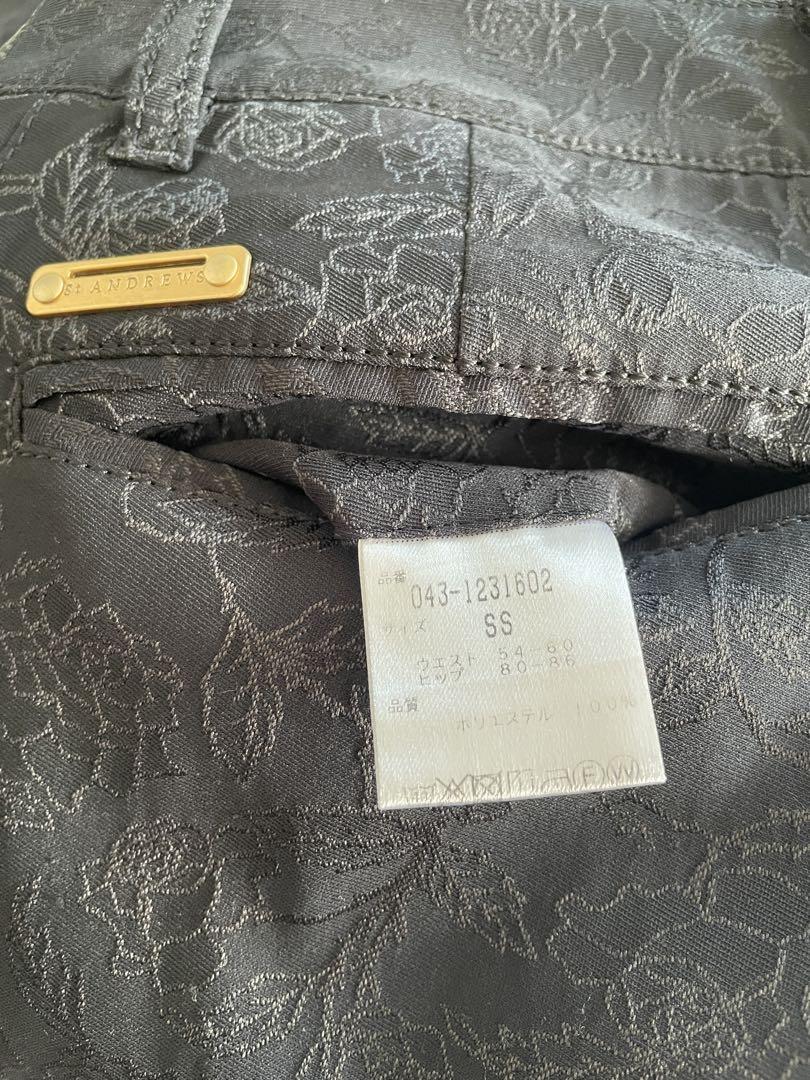 St ANDREWS
品番
043-1231602
サイズ
SS
ウエスト 54-60
ヒップ 80-86
品質
ポリエステル 100%